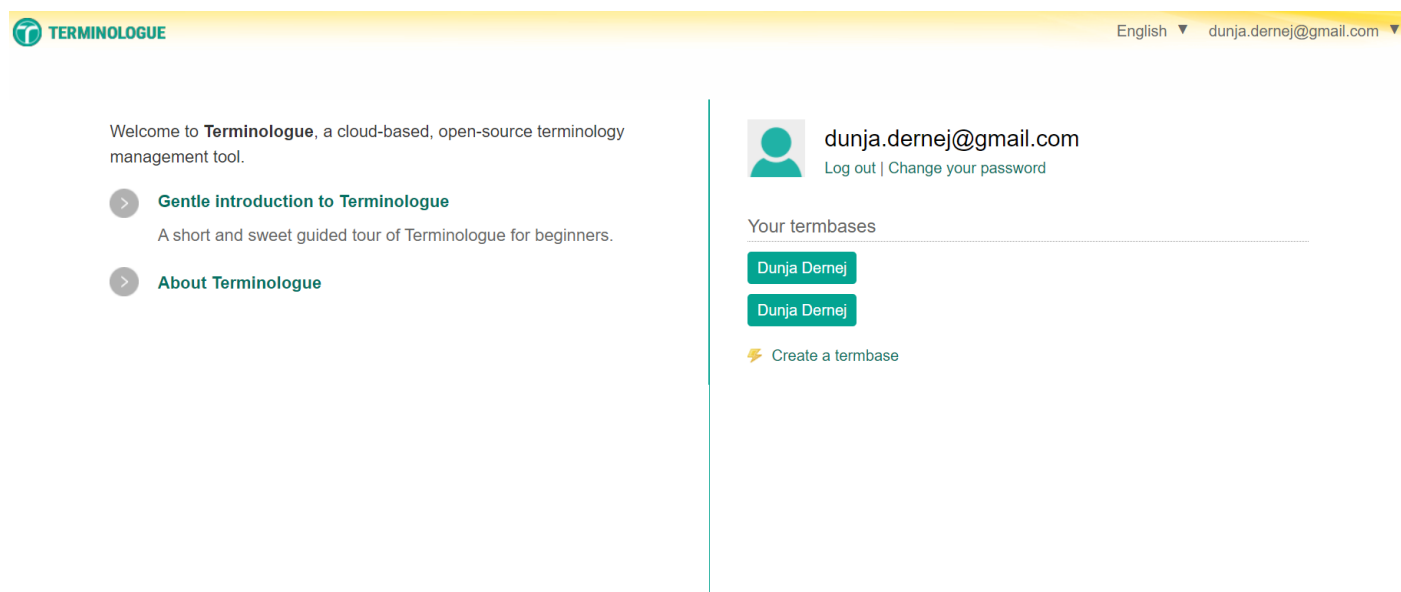 TERMINOLOGUE
English ▼ dunja.dernej@gmail.com ▼
Welcome to Terminologue, a cloud-based, open-source terminology
management tool.
Gentle introduction to Terminologue
A short and sweet guided tour of Terminologue for beginners.
About Terminologue
dunja.dernej@gmail.com
Log out | Change your password
Your termbases
Dunja Dernej
Dunja Dernej
Create a termbase